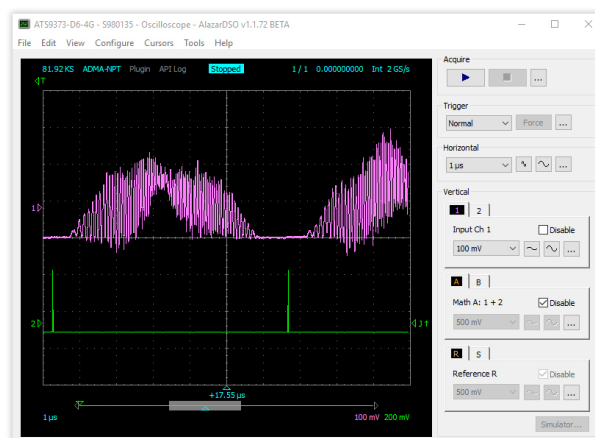 ATS9373-D6-4G - S980135 - Oscilloscope - AlazarDSO v1.1.72 BETA
File Edit View Configure Cursors Tools Help
81.92 KS ADMA-NPT Plugin API Log Stopped 1 / 1 0.000000000 Int 2 GS/s
T
1
2
J
T
+17.55 µs
1 µs 100 mV 200 mV
Acquire
...
Trigger
Normal Force ...
Horizontal
1 µs ...
Vertical
1 2
Input Ch 1 Disable
100 mV ...
A B
Math A: 1 + 2 Disable
500 mV ...
R S
Reference R Disable
500 mV ...
Simulator...